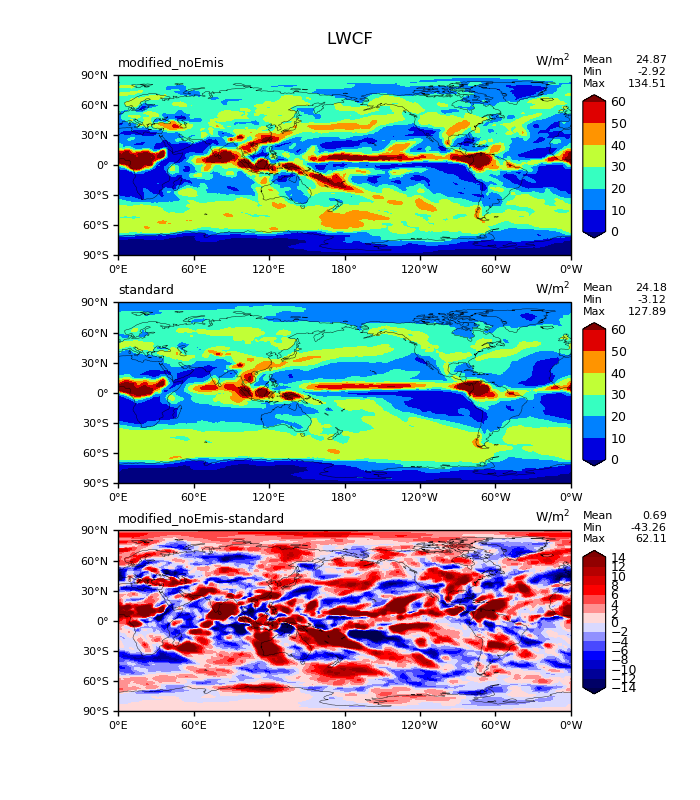 LWCF
modified_noEmis W/m² Mean 24.87
Min -2.92
Max 134.51
90°N
60°N
30°N
0°
30°S
60°S
90°S
0°E 60°E 120°E 180° 120°W 60°W 0°W
60
50
40
30
20
10
0
standard W/m² Mean 24.18
Min -3.12
Max 127.89
90°N
60°N
30°N
0°
30°S
60°S
90°S
0°E 60°E 120°E 180° 120°W 60°W 0°W
60
50
40
30
20
10
0
modified_noEmis-standard W/m² Mean 0.69
Min -43.26
Max 62.11
90°N
60°N
30°N
0°
30°S
60°S
90°S
0°E 60°E 120°E 180° 120°W 60°W 0°W
14
12
10
8
6
4
2
0
−2
−4
−6
−8
−10
−12
−14